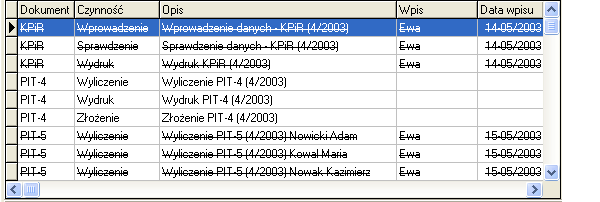 Dokument Czynność Opis Wpis Data wpisu
KPiR Wprowadzenie Wprowadzenie danych - KPiR (4/2003) Ewa 14-05/2003
KPiR Sprawdzenie Sprawdzenie danych - KPiR (4/2003) Ewa 14-05/2003
KPiR Wydruk Wydruk KPiR (4/2003) Ewa 14-05/2003
PIT-4 Wyliczenie Wyliczenie PIT-4 (4/2003)
PIT-4 Wydruk Wydruk PIT-4 (4/2003)
PIT-4 Złożenie Złożenie PIT-4 (4/2003)
PIT-5 Wyliczenie Wyliczenie PIT-5 (4/2003) Nowicki Adam Ewa 15-05/2003
PIT-5 Wyliczenie Wyliczenie PIT-5 (4/2003) Kowal Maria Ewa 15-05/2003
PIT-5 Wyliczenie Wyliczenie PIT-5 (4/2003) Nowak Kazimierz Ewa 15-05/2003